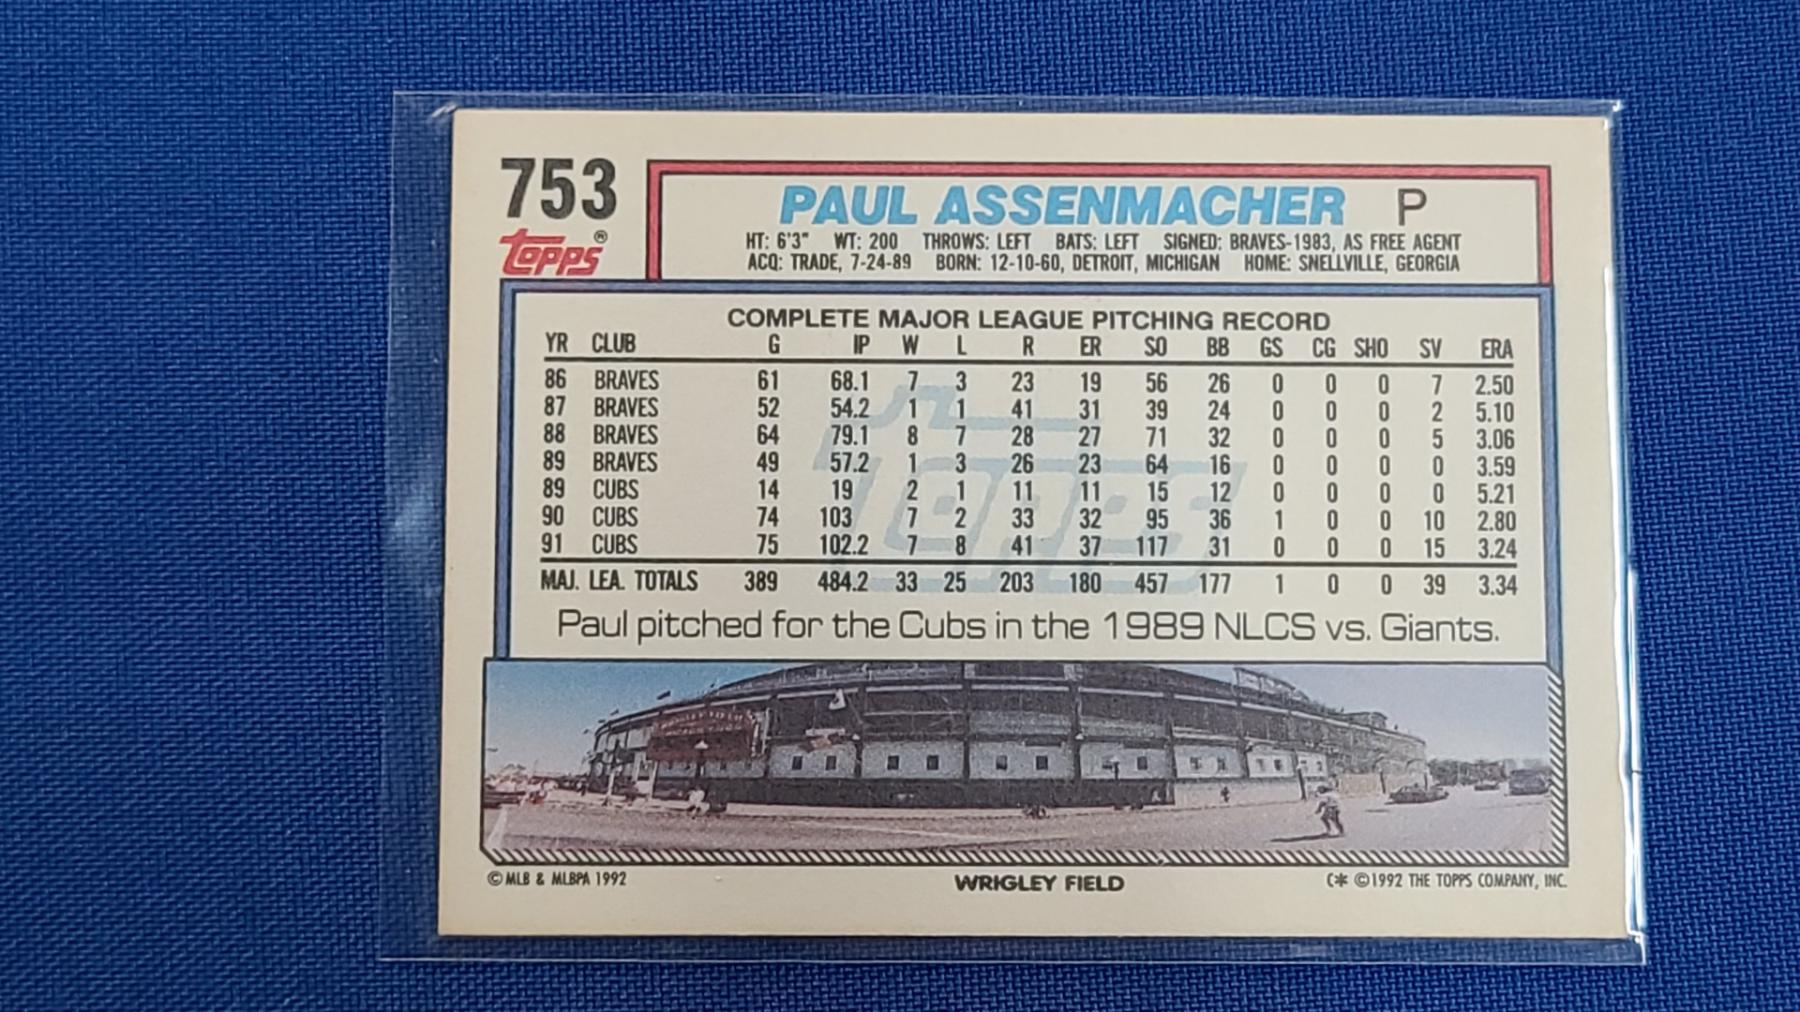 753
PAUL ASSENMACHER P
topps®
HT: 6'3" WT: 200 THROWS: LEFT BATS: LEFT SIGNED: BRAVES-1983, AS FREE AGENT
ACQ: TRADE, 7-24-89 BORN: 12-10-60, DETROIT, MICHIGAN HOME: SNELLVILLE, GEORGIA
COMPLETE MAJOR LEAGUE PITCHING RECORD
YR CLUB G IP W L R ER SO BB GS CG SHO SV ERA
86 BRAVES 61 68.1 7 3 23 19 56 26 0 0 0 7 2.50
87 BRAVES 52 54.2 1 1 41 31 39 24 0 0 0 2 5.10
88 BRAVES 64 79.1 8 7 28 27 71 32 0 0 0 5 3.06
89 BRAVES 49 57.2 1 3 26 23 64 16 0 0 0 0 3.59
89 CUBS 14 19 2 1 11 11 15 12 0 0 0 0 5.21
90 CUBS 74 103 7 2 33 32 95 36 1 0 0 10 2.80
91 CUBS 75 102.2 7 8 41 37 117 31 0 0 0 15 3.24
MAJ. LEA. TOTALS 389 484.2 33 25 203 180 457 177 1 0 0 39 3.34
topps
Paul pitched for the Cubs in the 1989 NLCS vs. Giants.
© MLB & MLBPA 1992
WRIGLEY FIELD
C* ©1992 THE TOPPS COMPANY, INC.